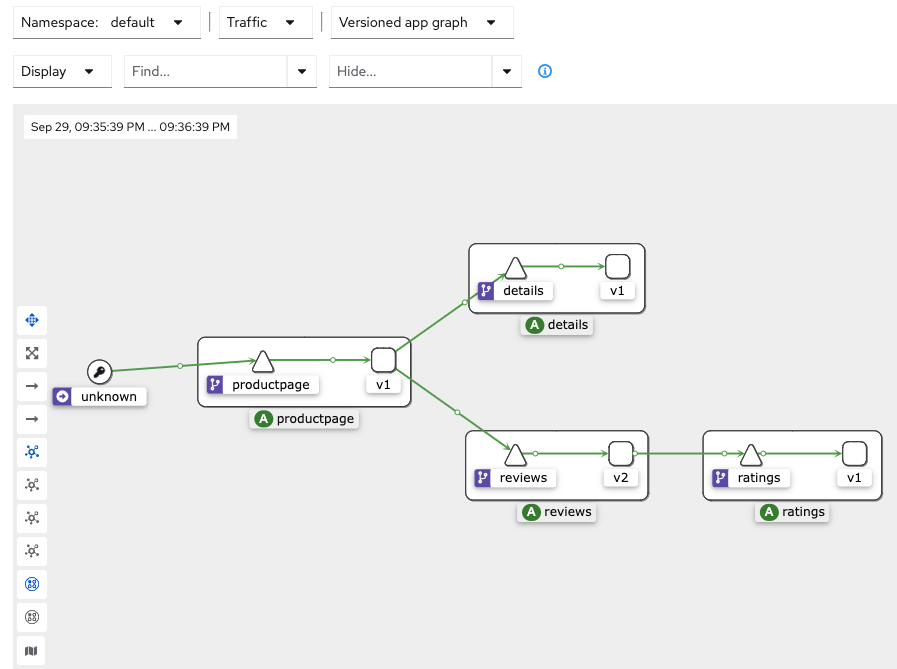 Namespace: default Traffic Versioned app graph
Display Find... Hide...
Sep 29, 09:35:39 PM ... 09:36:39 PM
details v1
A details
unknown
productpage v1
A productpage
reviews v2
A reviews
ratings v1
A ratings